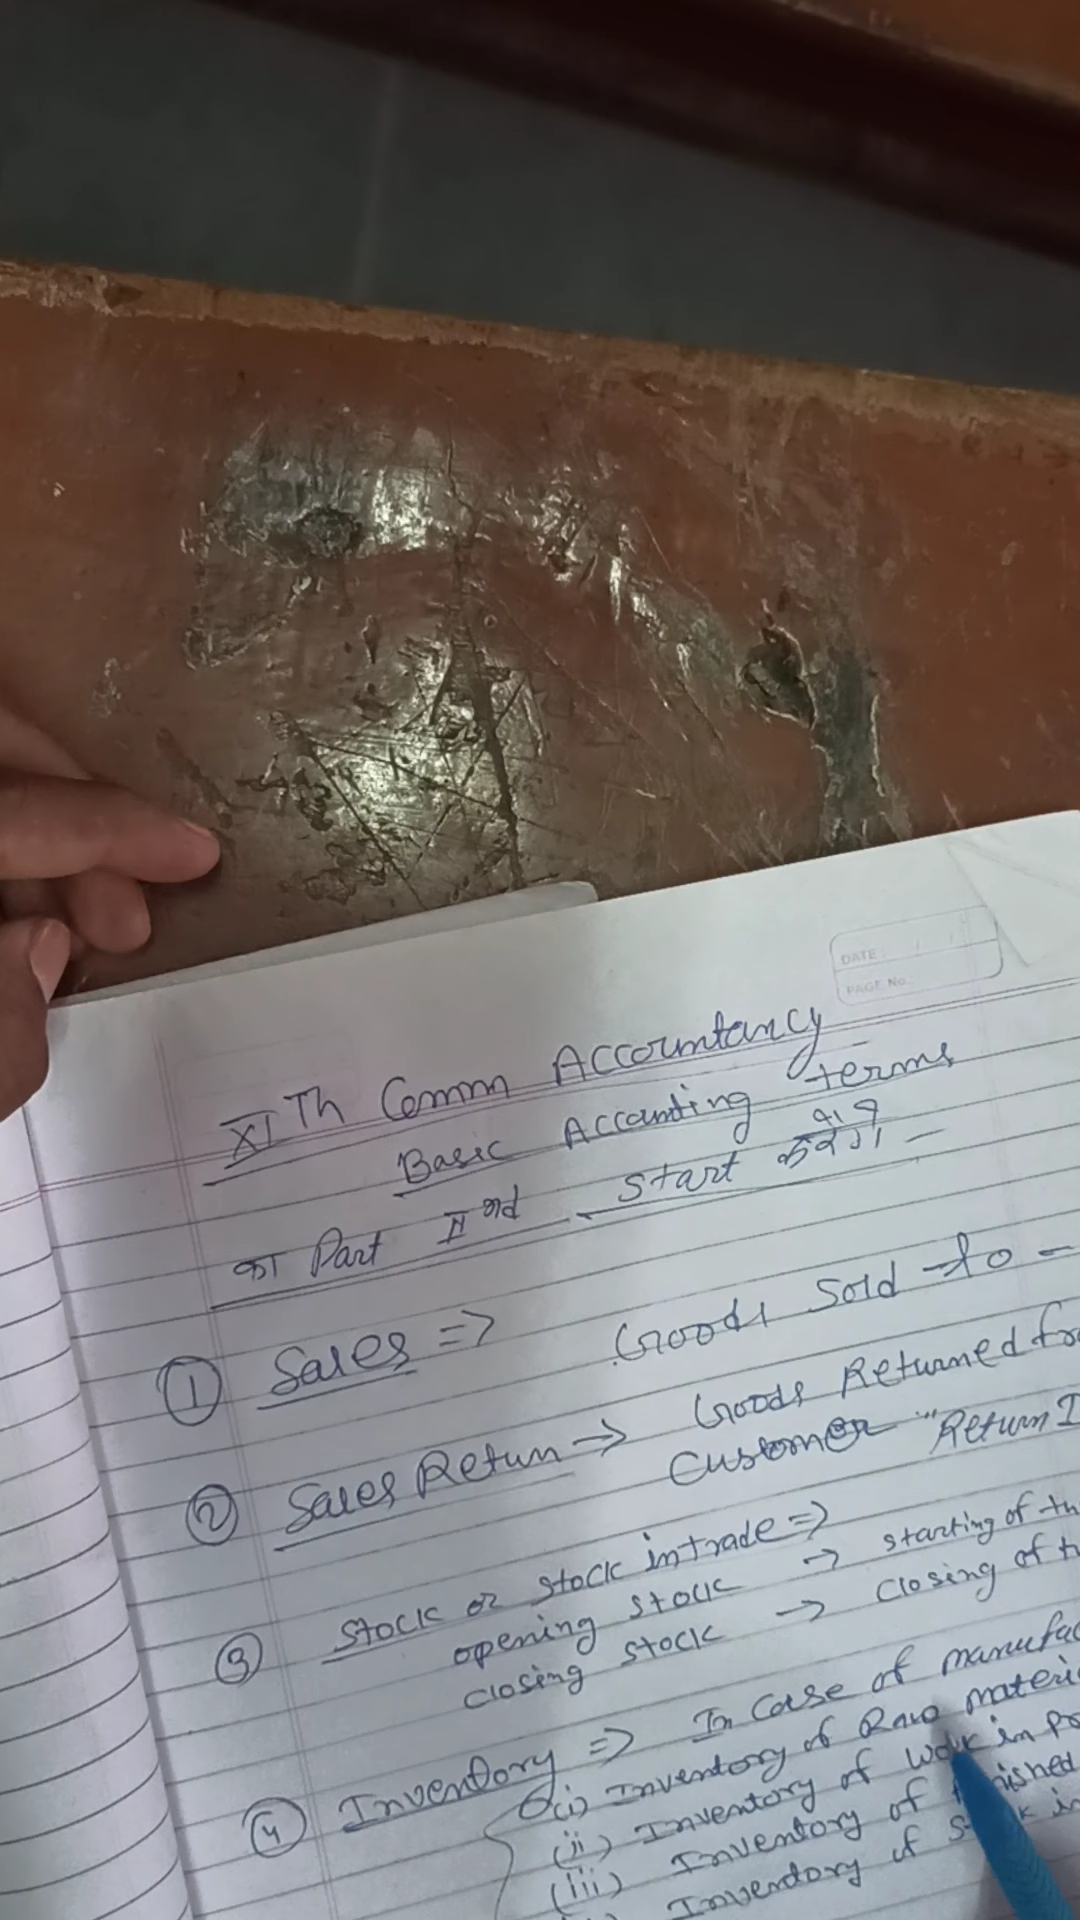 DATE
PAGE No.
XI Th Comm Accountancy
Basic Accounting terms
का Part II nd start करेगे
① Sales => Goods Sold to -
② Sales Return => Goods Returned
Customer "Return
③ Stock or stock in trade =>
opening stock -> starting of
closing stock -> closing of
④ Inventory => In Case of
(i) Inventory of Raw
(ii) Inventory of Work in
(iii) Inventory of
Inventory of